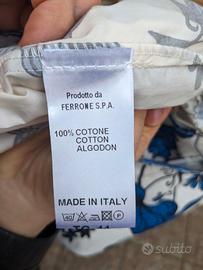 Prodotto da
FERRONE S.P.A.
100% COTONE
COTTON
ALGODON
MADE IN ITALY
subito